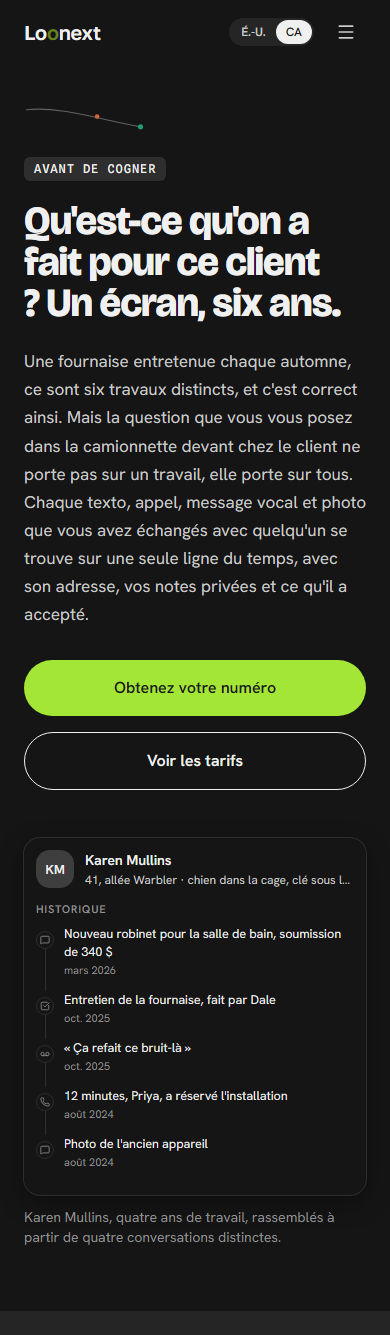 Loonext
É.-U.
CA
AVANT DE COGNER
Qu'est-ce qu'on a
fait pour ce client
? Un écran, six ans.
Une fournaise entretenue chaque automne,
ce sont six travaux distincts, et c'est correct
ainsi. Mais la question que vous vous posez
dans la camionnette devant chez le client ne
porte pas sur un travail, elle porte sur tous.
Chaque texto, appel, message vocal et photo
que vous avez échangés avec quelqu'un se
trouve sur une seule ligne du temps, avec
son adresse, vos notes privées et ce qu'il a
accepté.
Obtenez votre numéro
Voir les tarifs
KM
Karen Mullins
41, allée Warbler · chien dans la cage, clé sous l...
HISTORIQUE
Nouveau robinet pour la salle de bain, soumission
de 340 $
mars 2026
Entretien de la fournaise, fait par Dale
oct. 2025
« Ça refait ce bruit-là »
oct. 2025
12 minutes, Priya, a réservé l'installation
août 2024
Photo de l'ancien appareil
août 2024
Karen Mullins, quatre ans de travail, rassemblés à
partir de quatre conversations distinctes.